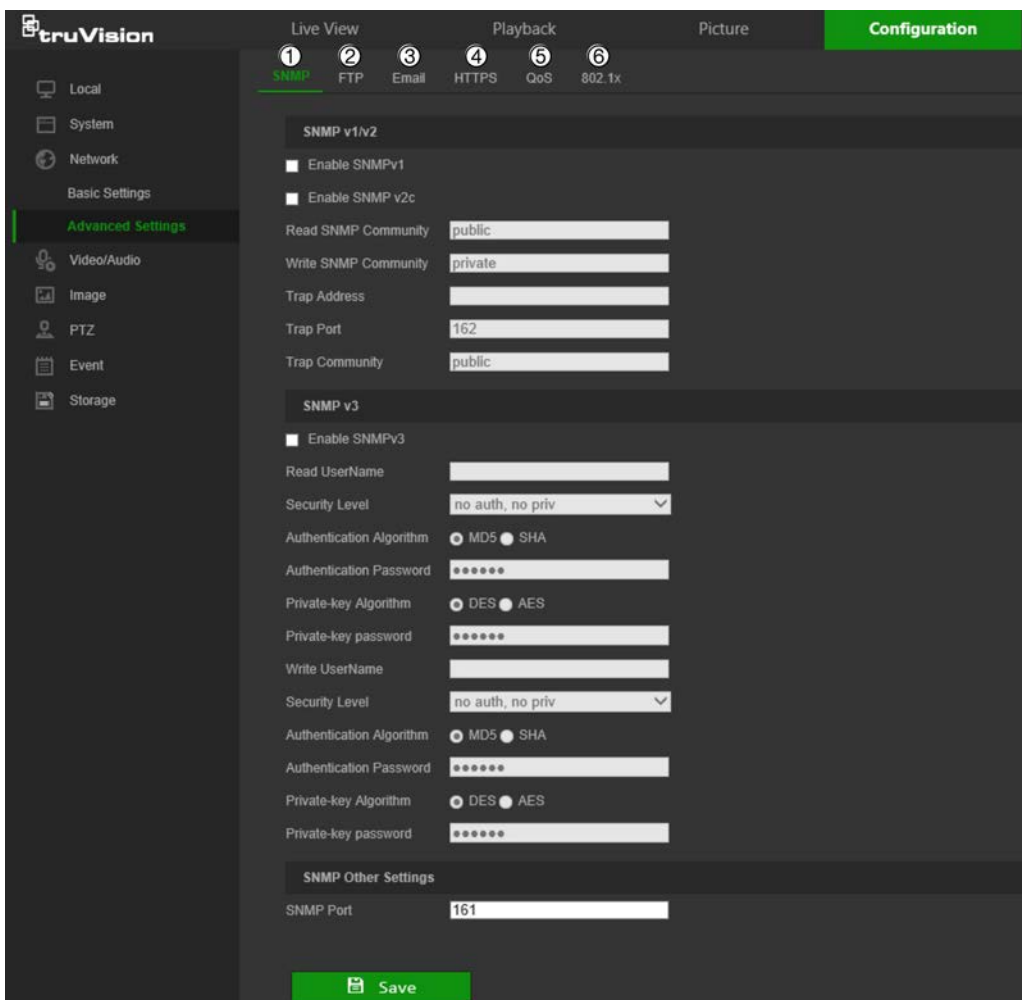 truVision
Live View Playback Picture Configuration
① ② ③ ④ ⑤ ⑥
SNMP FTP Email HTTPS QoS 802.1x
Local
System
Network
Basic Settings
Advanced Settings
Video/Audio
Image
PTZ
Event
Storage
SNMP v1/v2
Enable SNMPv1
Enable SNMP v2c
Read SNMP Community public
Write SNMP Community private
Trap Address
Trap Port 162
Trap Community public
SNMP v3
Enable SNMPv3
Read UserName
Security Level no auth, no priv
Authentication Algorithm MD5 SHA
Authentication Password ●●●●●●
Private-key Algorithm DES AES
Private-key password ●●●●●●
Write UserName
Security Level no auth, no priv
Authentication Algorithm MD5 SHA
Authentication Password ●●●●●●
Private-key Algorithm DES AES
Private-key password ●●●●●●
SNMP Other Settings
SNMP Port 161
Save